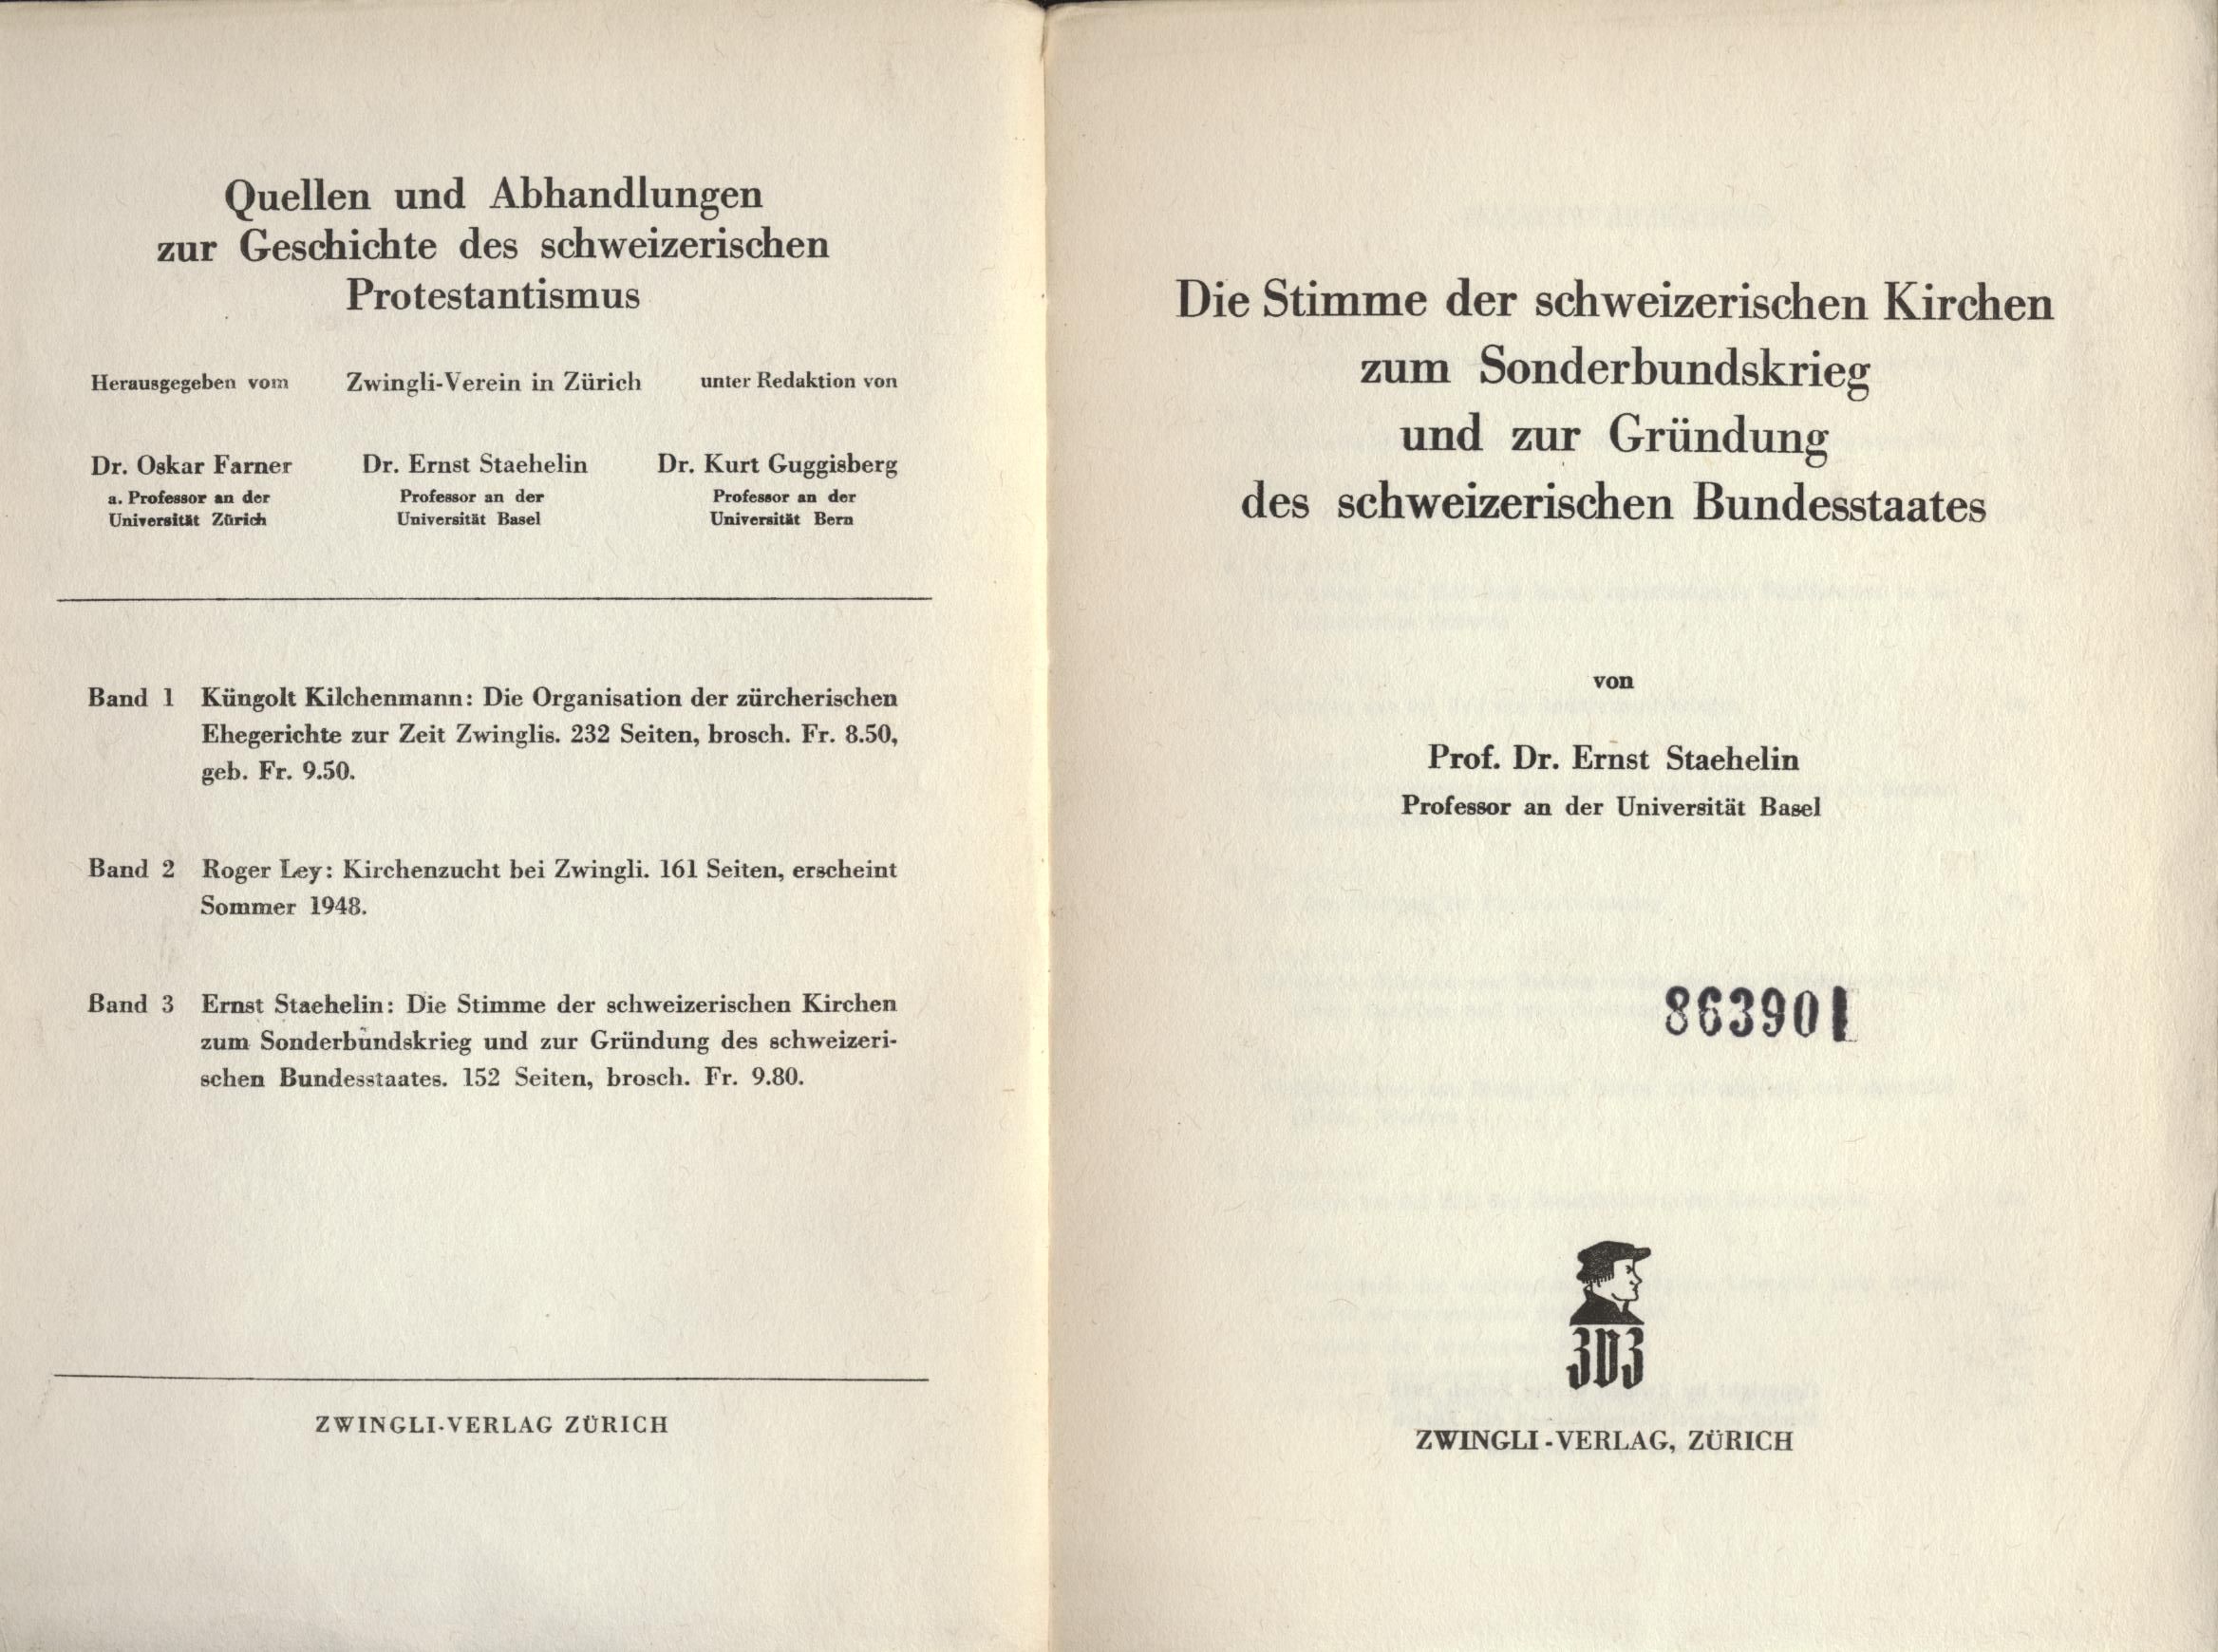 Quellen und Abhandlungen
zur Geschichte des schweizerischen
Protestantismus
Herausgegeben vom Zwingli-Verein in Zürich unter Redaktion von
Dr. Oskar Farner
a. Professor an der
Universität Zürich
Dr. Ernst Staehelin
Professor an der
Universität Basel
Dr. Kurt Guggisberg
Professor an der
Universität Bern
Band 1 Küngolt Kilchenmann: Die Organisation der zürcherischen
Ehegerichte zur Zeit Zwinglis. 232 Seiten, brosch. Fr. 8.50,
geb. Fr. 9.50.
Band 2 Roger Ley: Kirchenzucht bei Zwingli. 161 Seiten, erscheint
Sommer 1948.
Band 3 Ernst Staehelin: Die Stimme der schweizerischen Kirchen
zum Sonderbundskrieg und zur Gründung des schweizeri-
schen Bundesstaates. 152 Seiten, brosch. Fr. 9.80.
ZWINGLI-VERLAG ZÜRICH
Die Stimme der schweizerischen Kirchen
zum Sonderbundskrieg
und zur Gründung
des schweizerischen Bundesstaates
von
Prof. Dr. Ernst Staehelin
Professor an der Universität Basel
863901
ZVZ
ZWINGLI-VERLAG, ZÜRICH